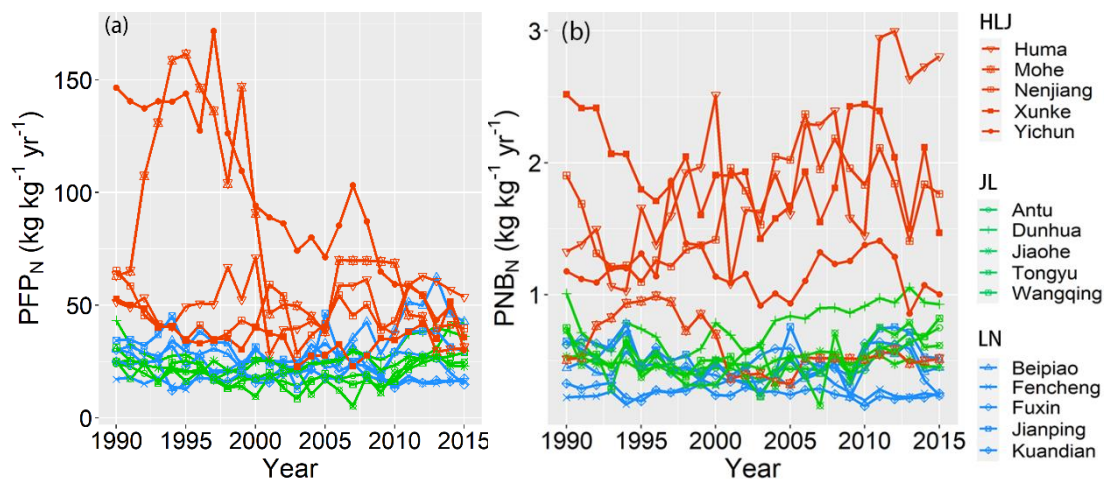 (a)
PFP_N (kg kg⁻¹ yr⁻¹)
150
100
50
0
1990 1995 2000 2005 2010 2015
Year
(b)
PNB_N (kg kg⁻¹ yr⁻¹)
3
2
1
1990 1995 2000 2005 2010 2015
Year
HLJ
Huma
Mohe
Nenjiang
Xunke
Yichun
JL
Antu
Dunhua
Jiaohe
Tongyu
Wangqing
LN
Beipiao
Fencheng
Fuxin
Jianping
Kuandian